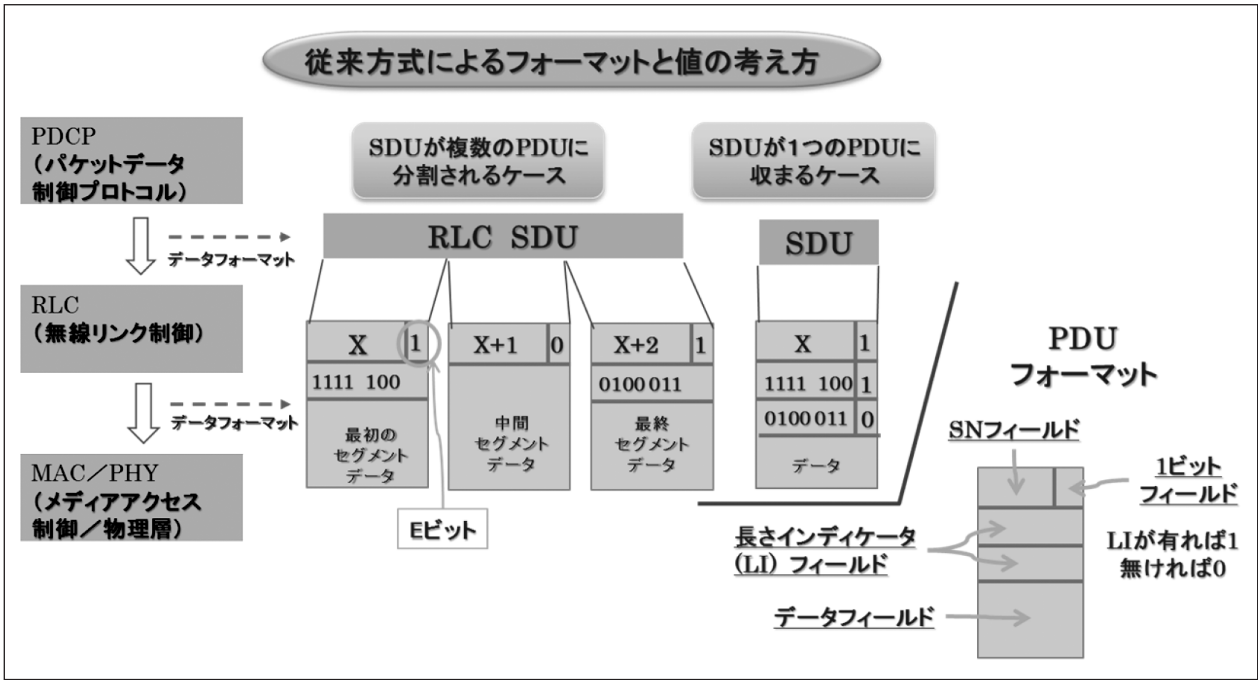 従来方式によるフォーマットと値の考え方
PDCP
(パケットデータ
制御プロトコル)
データフォーマット
RLC
(無線リンク制御)
データフォーマット
MAC/PHY
(メディアアクセス
制御/物理層)
SDUが複数のPDUに
分割されるケース
RLC SDU
X 1
1111 100
最初の
セグメント
データ
Eビット
X+1 0
中間
セグメント
データ
X+2 1
0100 011
最終
セグメント
データ
SDUが1つのPDUに
収まるケース
SDU
X 1
1111 100 1
0100 011 0
データ
PDU
フォーマット
SNフィールド
1ビット
フィールド
長さインディケータ
(LI) フィールド
LIが有れば1
無ければ0
データフィールド